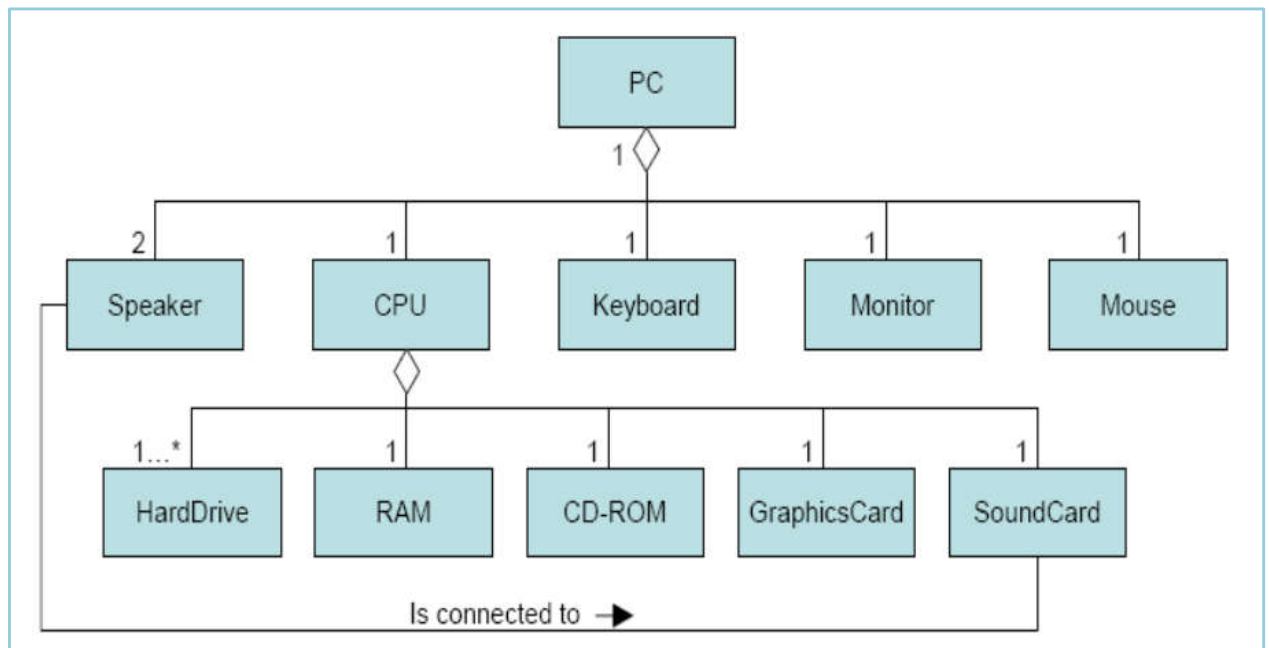 PC
1
2 1 1 1 1
Speaker CPU Keyboard Monitor Mouse
1...* 1 1 1 1
HardDrive RAM CD-ROM GraphicsCard SoundCard
Is connected to